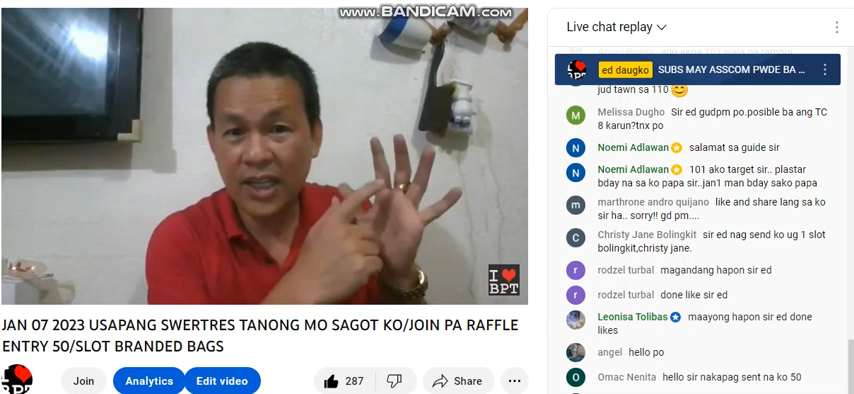 WWW.BANDICAM.COM
I ❤ BPT
JAN 07 2023 USAPANG SWERTRES TANONG MO SAGOT KO/JOIN PA RAFFLE
ENTRY 50/SLOT BRANDED BAGS
BPT
Join
Analytics
Edit video
287
Share
Live chat replay
ed daugko SUBS MAY ASSCOM PWDE BA ...
jud tawn sa 110 😊
M
Melissa Dugho Sir ed gudpm po.posible ba ang TC
8 karun?tnx po
N
Noemi Adlawan salamat sa guide sir
N
Noemi Adlawan 101 ako target sir.. plastar
bday na sa ko papa sir..jan1 man bday sako papa
m
marthrone andro quijano like and share lang sa ko
sir ha.. sorry!! gd pm....
C
Christy Jane Bolingkit sir ed nag send ko ug 1 slot
bolingkit,christy jane.
r
rodzel turbal magandang hapon sir ed
r
rodzel turbal done like sir ed
Leonisa Tolibas maayong hapon sir ed done
likes
angel hello po
O
Omac Nenita hello sir nakapag sent na ko 50